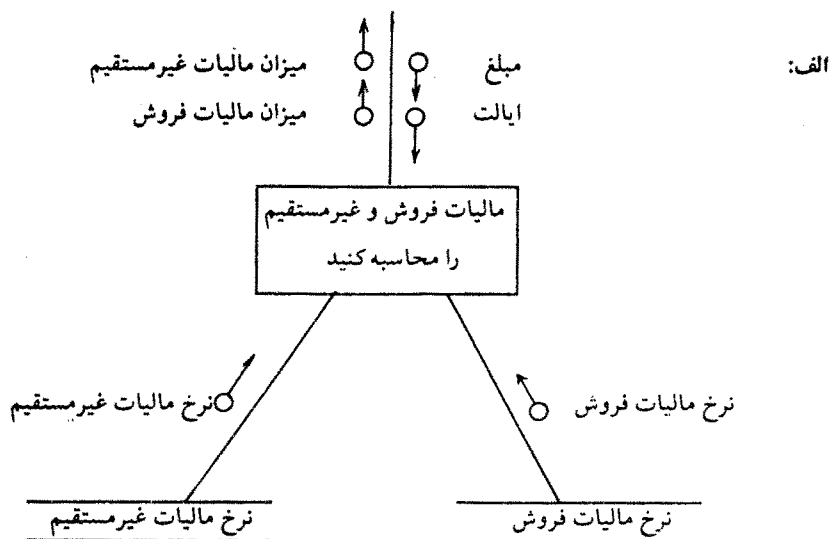 الف:
مبلغ
میزان مالیات غیرمستقیم
ایالت
میزان مالیات فروش
مالیات فروش و غیرمستقیم
را محاسبه کنید
نرخ مالیات فروش
نرخ مالیات غیرمستقیم
نرخ مالیات فروش
نرخ مالیات غیرمستقیم